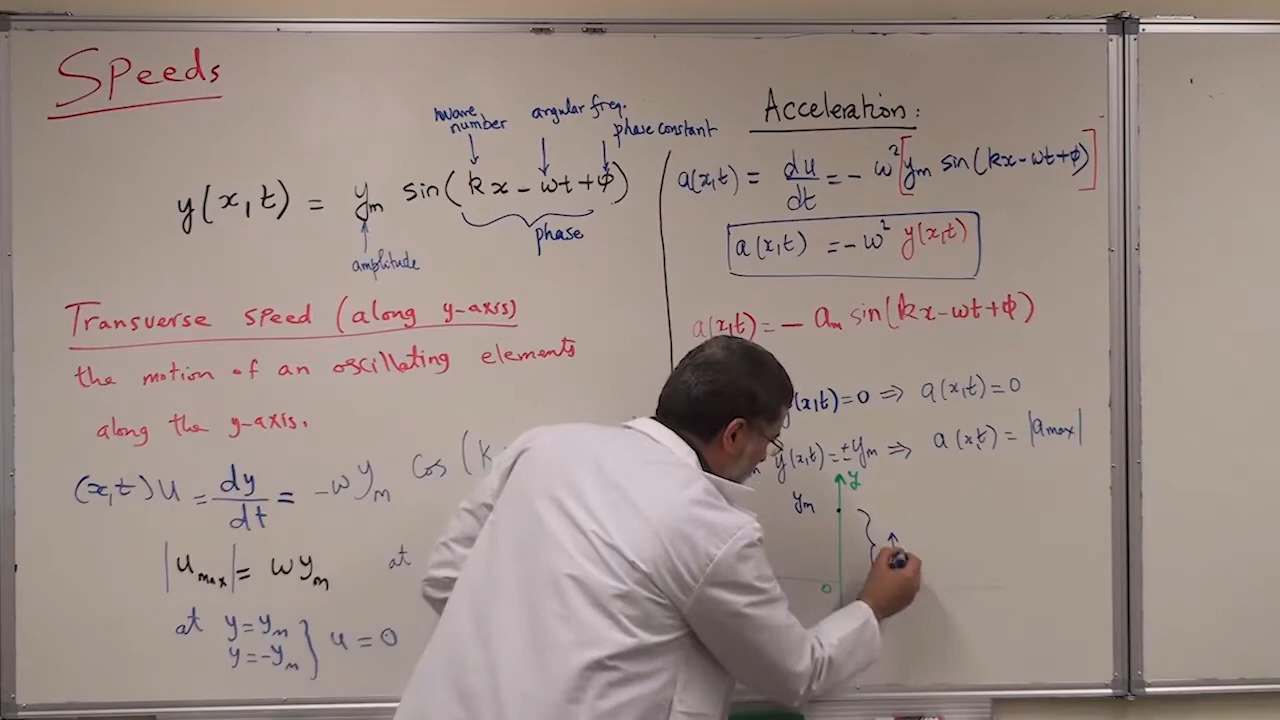 Speeds
wave number
angular freq.
phase constant
y(x,t) = yₘ sin(kx - ωt + φ)
phase
amplitude
Transverse speed (along y-axis)
the motion of an oscillating elements
along the y-axis.
(x,t) u = dy/dt = -ω yₘ cos (k
|u max| = ω yₘ at
at y = yₘ
y = -yₘ } u = 0
Acceleration:
a(x,t) = du/dt = - ω² [yₘ sin(kx - ωt + φ)]
a(x,t) = - ω² y(x,t)
a(x,t) = - aₘ sin(kx - ωt + φ)
y(x,t) = 0 ⇒ a(x,t) = 0
y(x,t) = ± yₘ ⇒ a(x,t) = |a max|
y
yₘ
0